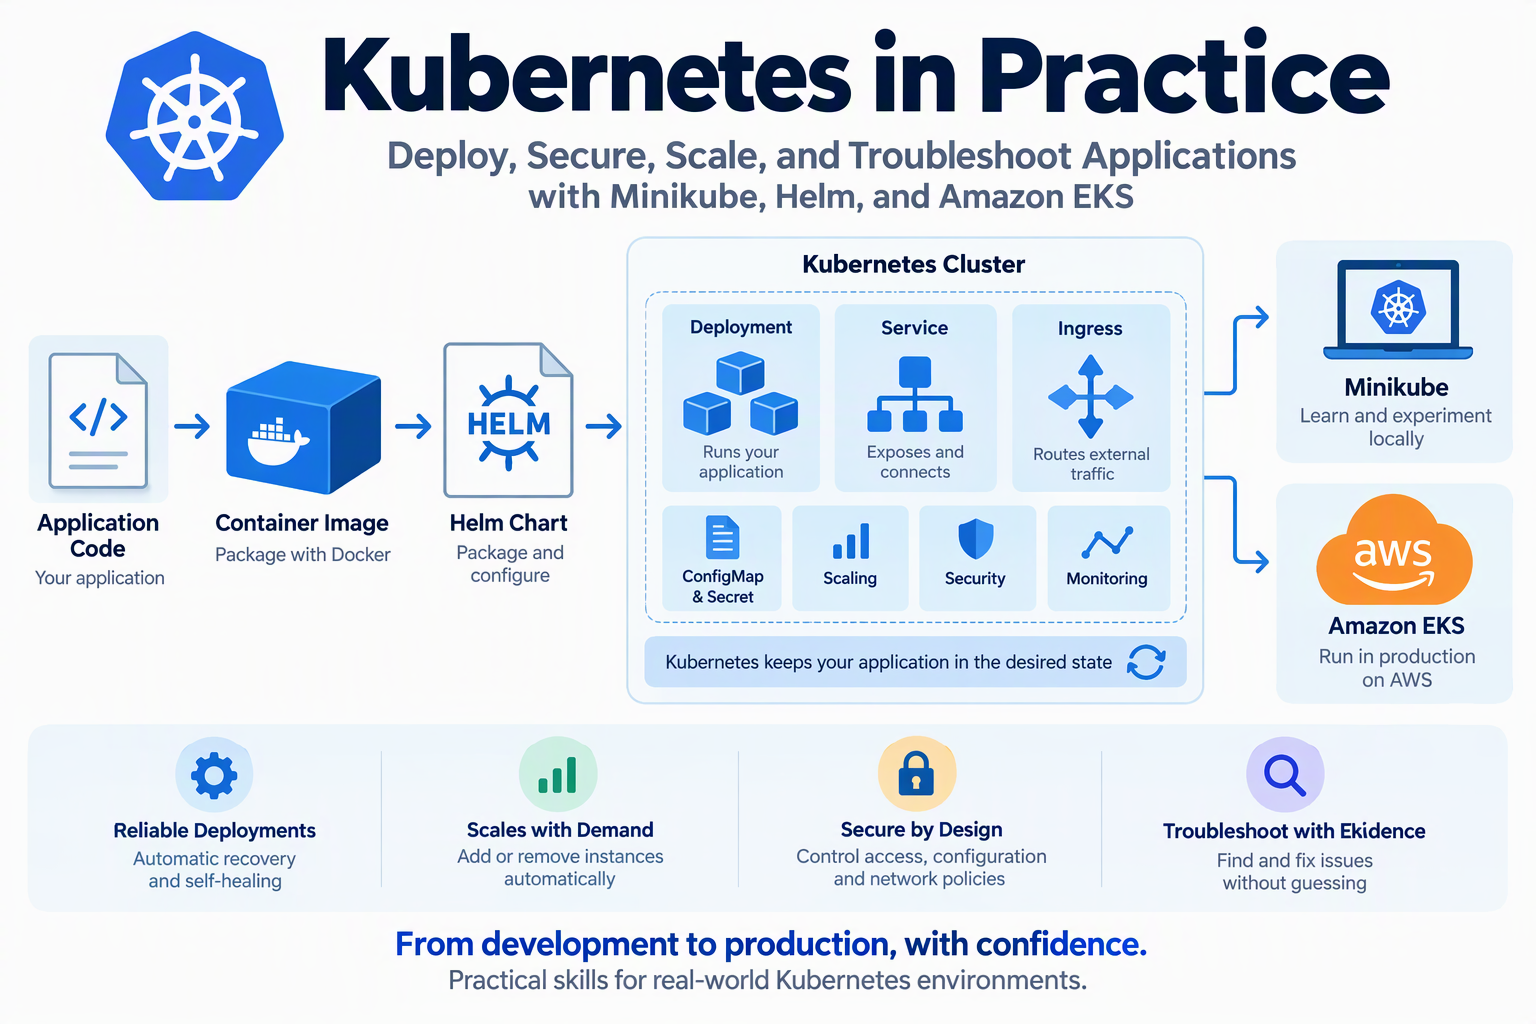 Kubernetes in Practice
Deploy, Secure, Scale, and Troubleshoot Applications
with Minikube, Helm, and Amazon EKS
</>
Application
Code
Your application
Container Image
Package with Docker
HELM
Helm Chart
Package and
configure
Kubernetes Cluster
Deployment
Runs your
application
Service
Exposes and
connects
Ingress
Routes external
traffic
ConfigMap
& Secret
Scaling
Security
Monitoring
Kubernetes keeps your application in the desired state
Minikube
Learn and experiment
locally
aws
Amazon EKS
Run in production
on AWS
Reliable Deployments
Automatic recovery
and self-healing
Scales with Demand
Add or remove instances
automatically
Secure by Design
Control access, configuration
and network policies
Troubleshoot with Ekidence
Find and fix issues
without guessing
From development to production, with confidence.
Practical skills for real-world Kubernetes environments.